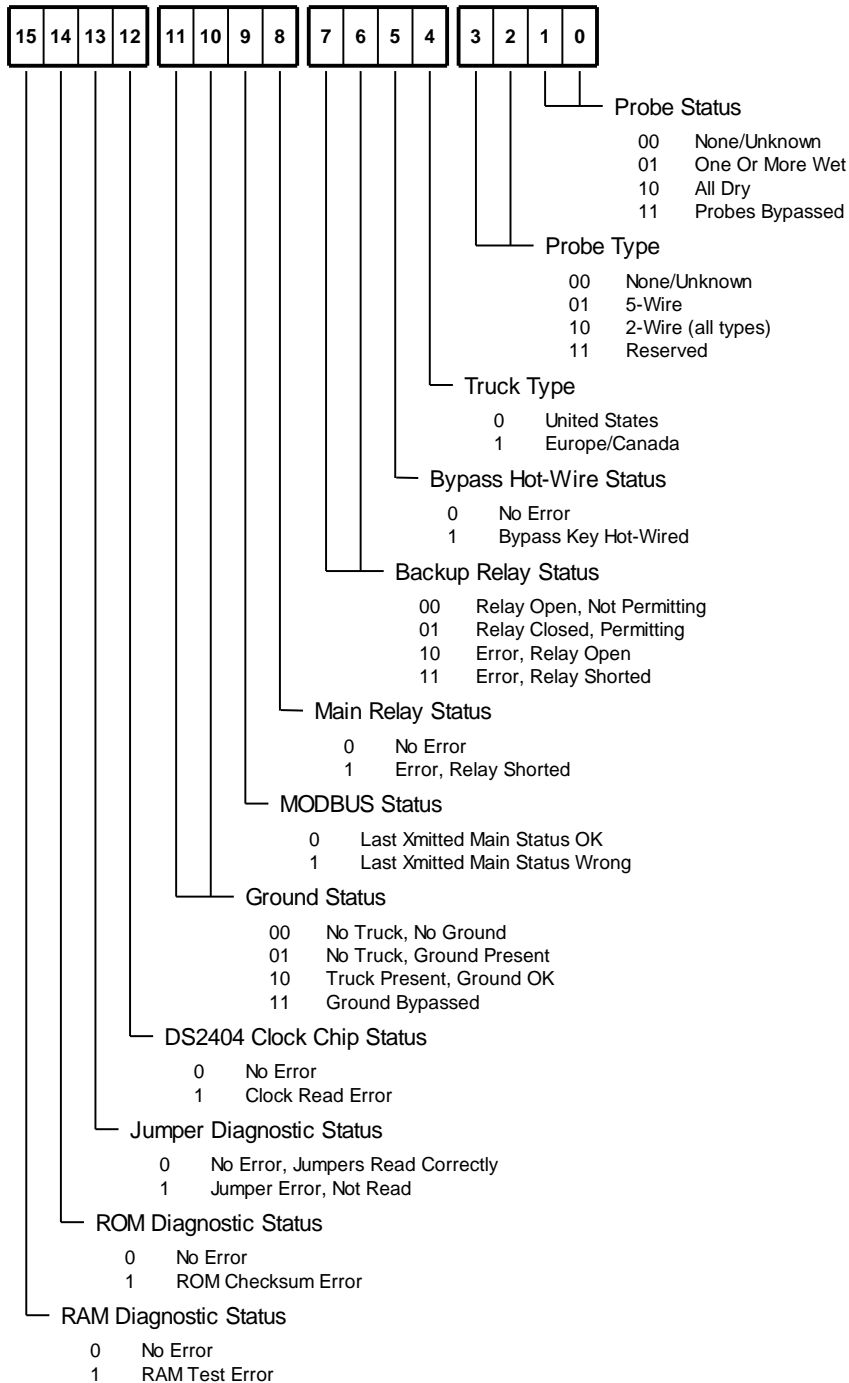 15 14 13 12 11 10 9 8 7 6 5 4 3 2 1 0
Probe Status
00 None/Unknown
01 One Or More Wet
10 All Dry
11 Probes Bypassed
Probe Type
00 None/Unknown
01 5-Wire
10 2-Wire (all types)
11 Reserved
Truck Type
0 United States
1 Europe/Canada
Bypass Hot-Wire Status
0 No Error
1 Bypass Key Hot-Wired
Backup Relay Status
00 Relay Open, Not Permitting
01 Relay Closed, Permitting
10 Error, Relay Open
11 Error, Relay Shorted
Main Relay Status
0 No Error
1 Error, Relay Shorted
MODBUS Status
0 Last Xmitted Main Status OK
1 Last Xmitted Main Status Wrong
Ground Status
00 No Truck, No Ground
01 No Truck, Ground Present
10 Truck Present, Ground OK
11 Ground Bypassed
DS2404 Clock Chip Status
0 No Error
1 Clock Read Error
Jumper Diagnostic Status
0 No Error, Jumpers Read Correctly
1 Jumper Error, Not Read
ROM Diagnostic Status
0 No Error
1 ROM Checksum Error
RAM Diagnostic Status
0 No Error
1 RAM Test Error